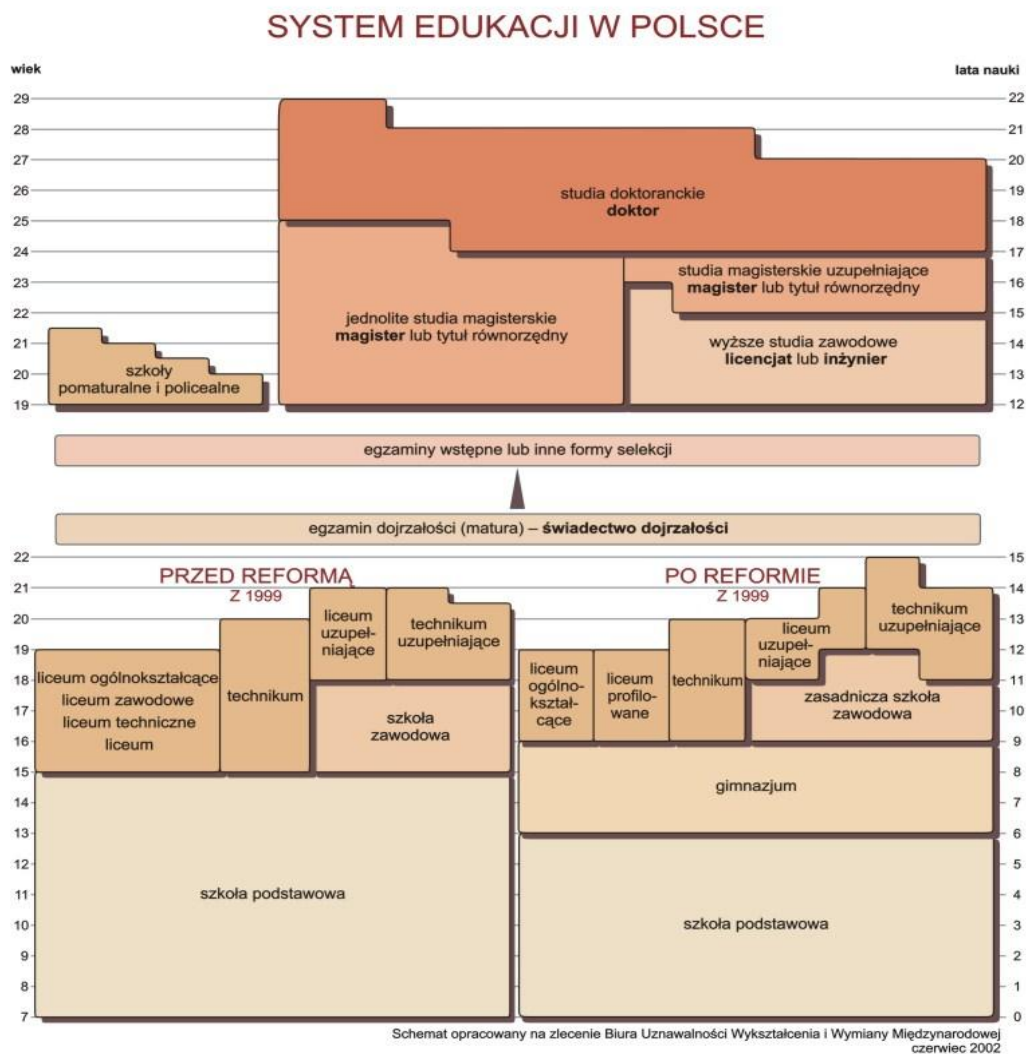 SYSTEM EDUKACJI W POLSCE
wiek
lata nauki
29
28
27
26
25
24
23
22
21
20
19
22
21
20
19
18
17
16
15
14
13
12
studia doktoranckie
doktor
studia magisterskie uzupełniające
magister lub tytuł równorzędny
jednolite studia magisterskie
magister lub tytuł równorzędny
wyższe studia zawodowe
licencjat lub inżynier
szkoły
pomaturalne i policealne
egzaminy wstępne lub inne formy selekcji
egzamin dojrzałości (matura) – świadectwo dojrzałości
22
21
20
19
18
17
16
15
14
13
12
11
10
9
8
7
PRZED REFORMĄ
Z 1999
liceum ogólnokształcące
liceum zawodowe
liceum techniczne
liceum
technikum
liceum
uzupeł-
niające
technikum
uzupełniające
szkoła
zawodowa
szkoła podstawowa
PO REFORMIE
Z 1999
liceum
ogólno-
kształ-
cące
liceum
profilo-
wane
technikum
liceum
uzupeł-
niające
technikum
uzupełniające
zasadnicza szkoła
zawodowa
gimnazjum
szkoła podstawowa
15
14
13
12
11
10
9
8
7
6
5
4
3
2
1
0
Schemat opracowany na zlecenie Biura Uznawalności Wykształcenia i Wymiany Międzynarodowej
czerwiec 2002